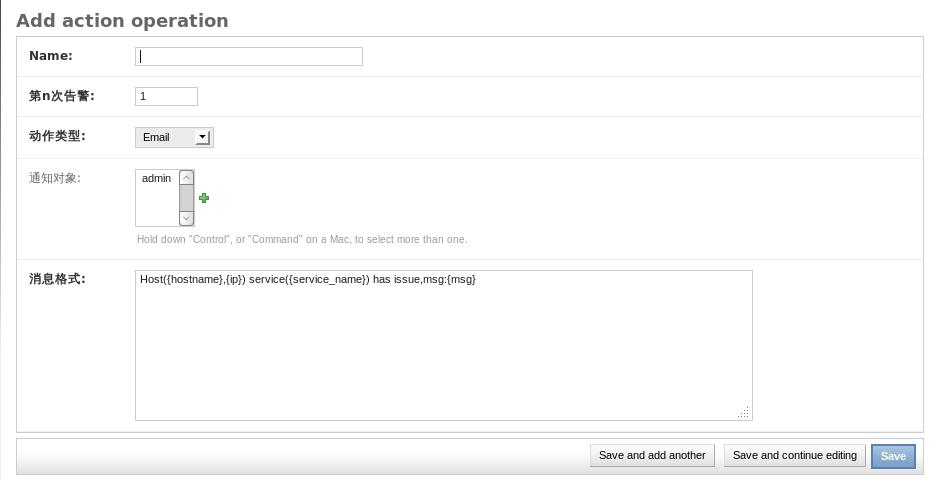 Add action operation
Name:
第n次告警: 1
动作类型: Email
通知对象: admin
Hold down "Control", or "Command" on a Mac, to select more than one.
消息格式: Host({hostname},{ip}) service({service_name}) has issue,msg:{msg}
Save and add another Save and continue editing Save